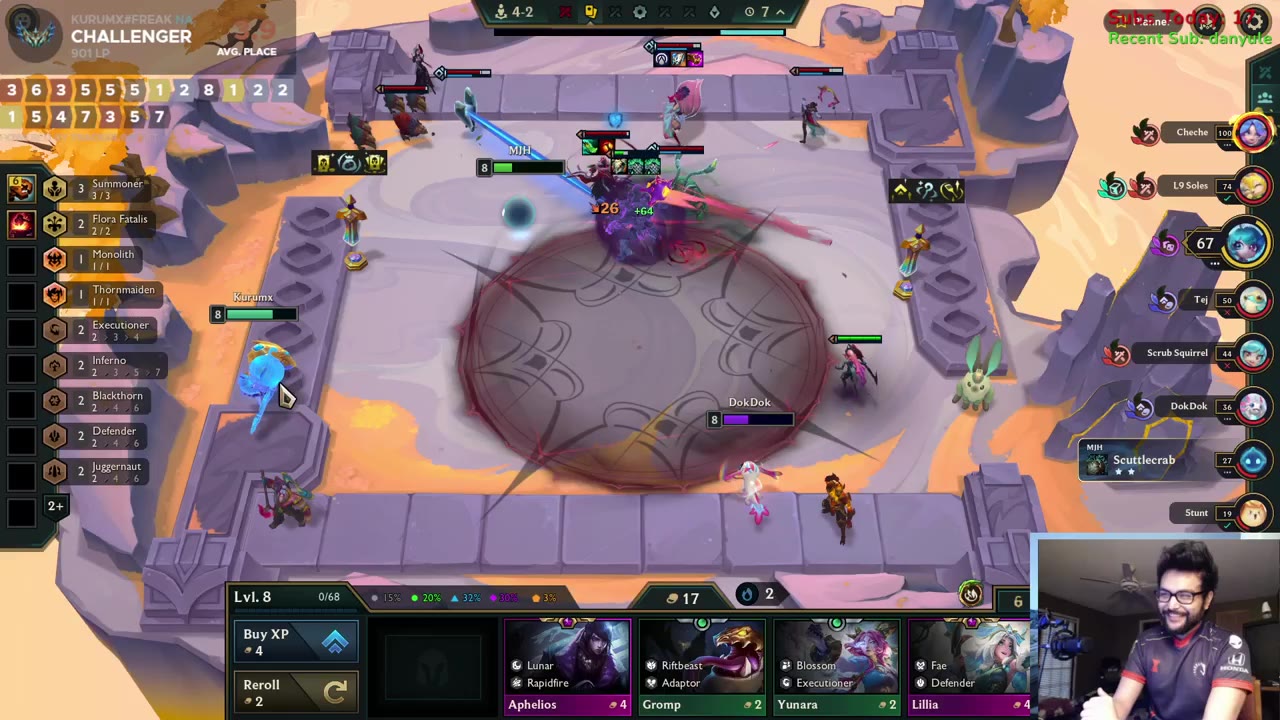 KURUMX#FREAK NA
CHALLENGER
901 LP
AVG. PLACE
3 6 3 5 5 5 1 2 8 1 2 2
1 5 4 7 3 5 7
4-2
7
Subs Today: 17
Recent Sub: danyule
3 Summoner
3 / 3
2 Flora Fatalis
2 / 2
1 Monolith
1 / 1
1 Thornmaiden
1 / 1
2 Executioner
2 > 3 > 4
2 Inferno
2 > 3 > 5 > 7
2 Blackthorn
2 > 4 > 6
2 Defender
2 > 4 > 6
2 Juggernaut
2 > 4 > 6
2+
MJH
8
26
+64
Kurumx
8
DokDok
8
Cheche 100
L9 Soles 74
67
Tej 50
Scrub Squirrel 44
DokDok 36
MJH
Scuttlecrab
27
Stunt 19
Lvl. 8 0/68
15% 20% 32% 30% 3%
17
2
6
Buy XP
4
Reroll
2
Lunar
Rapidfire
Aphelios 4
Riftbeast
Adaptor
Gromp 2
Blossom
Executioner
Yunara 2
Fae
Defender
Lillia 4
HONDA